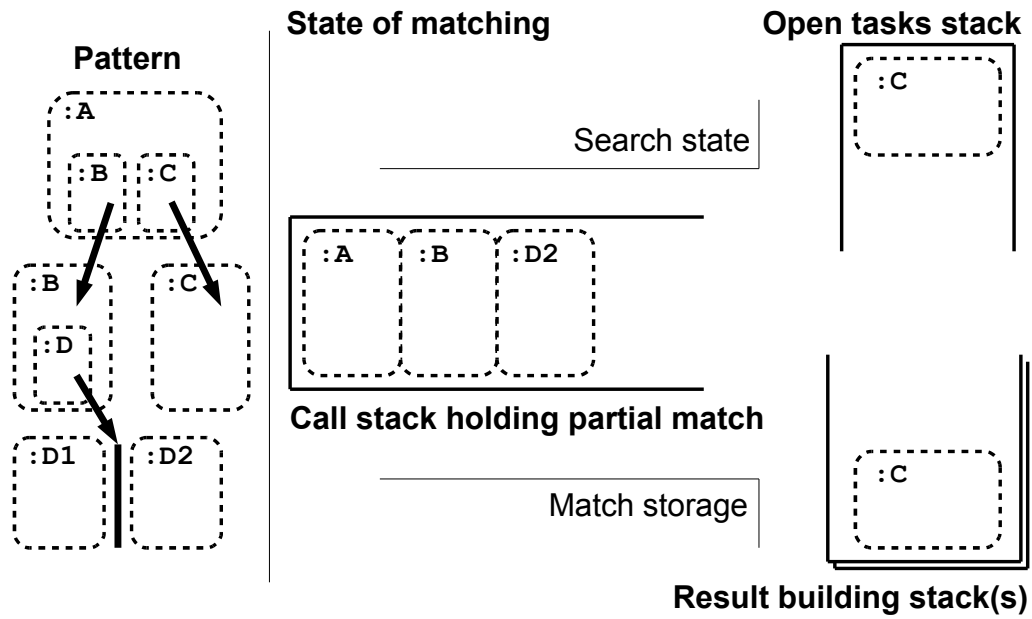 State of matching
Open tasks stack
Pattern
:C
:A
Search state
:B :C
:A :B :D2
:B :C
:D
Call stack holding partial match
:D1 :D2
:C
Match storage
Result building stack(s)